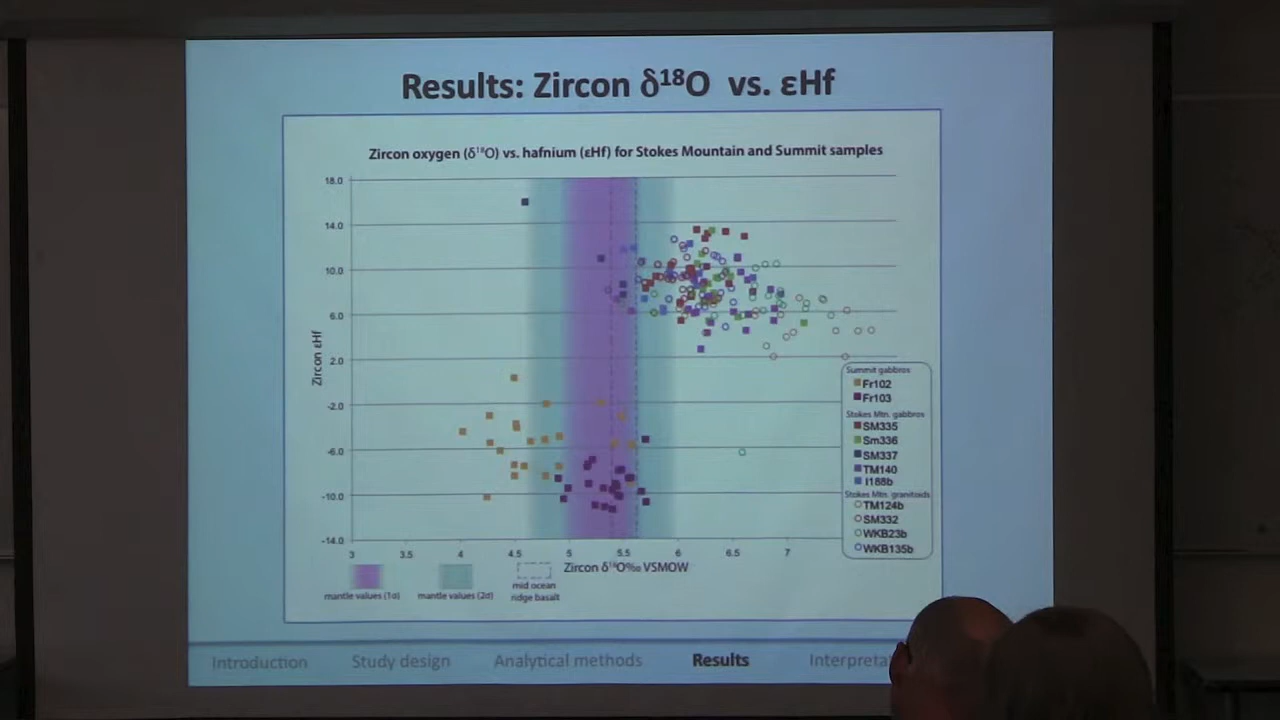 Results: Zircon δ¹⁸O vs. εHf
Zircon oxygen (δ¹⁸O) vs. hafnium (εHf) for Stokes Mountain and Summit samples
18.0
14.0
10.0
6.0
2.0
-2.0
-6.0
-10.0
-14.0
Zircon εHf
3 3.5 4 4.5 5 5.5 6 6.5 7
Zircon δ¹⁸O‰ VSMOW
Summit gabbros
Fr102
Fr103
Stokes Mtn. gabbros
SM335
Sm336
SM337
TM140
I188b
Stokes Mtn. granitoids
TM124b
SM332
WKB23b
WKB135b
mantle values (1σ)
mantle values (2σ)
mid ocean
ridge basalt
Introduction Study design Analytical methods Results Interpreta